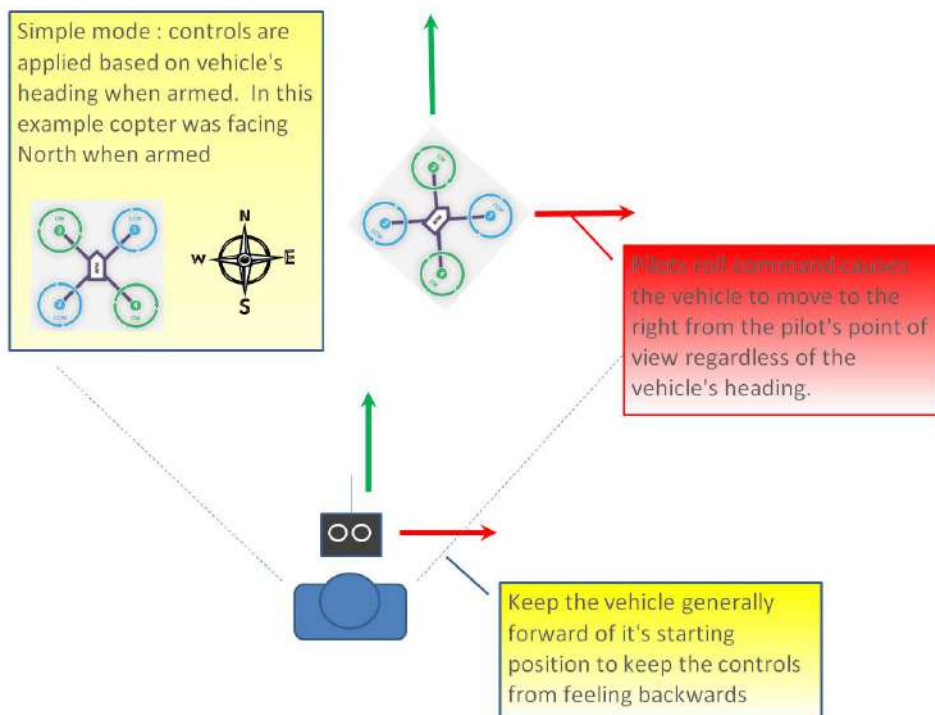 Simple mode : controls are
applied based on vehicle's
heading when armed.  In this
example copter was facing
North when armed
N
W
E
S
Pilots roll command causes
the vehicle to move to the
right from the pilot's point of
view regardless of the
vehicle's heading.
Keep the vehicle generally
forward of it's starting
position to keep the controls
from feeling backwards